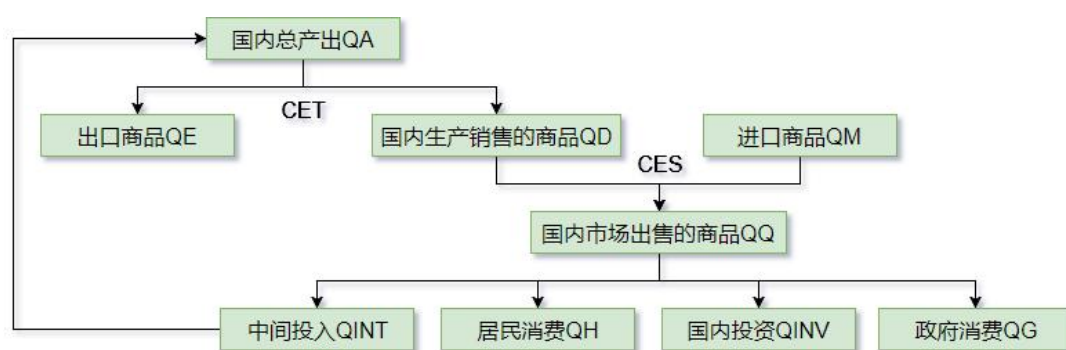 国内总产出QA
CET
出口商品QE
国内生产销售的商品QD
进口商品QM
CES
国内市场出售的商品QQ
中间投入QINT
居民消费QH
国内投资QINV
政府消费QG